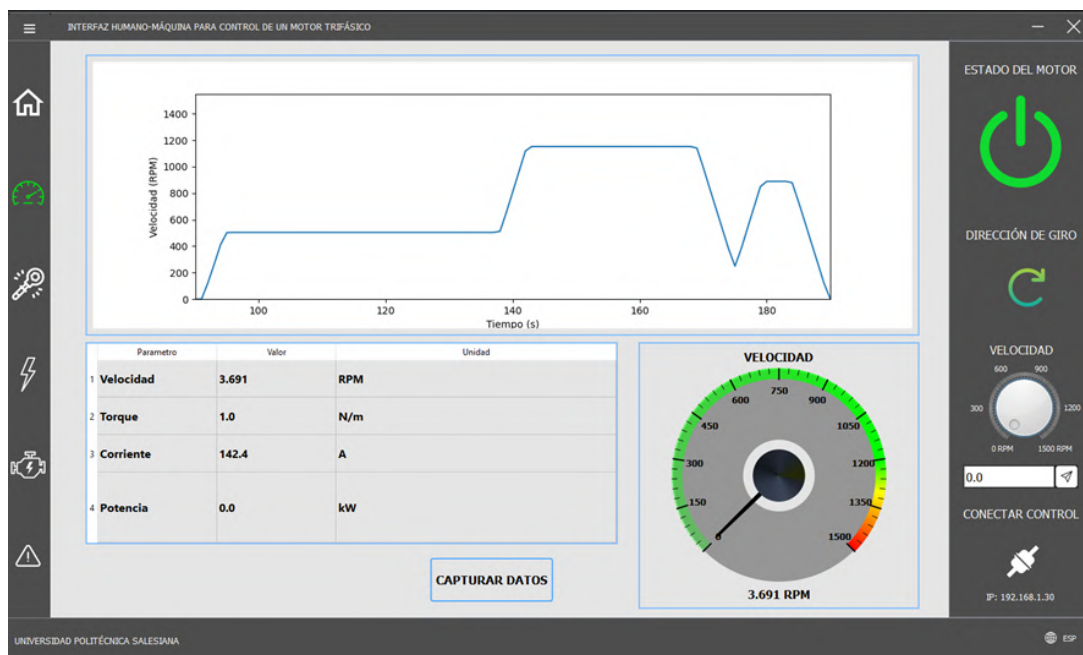 INTERFAZ HUMANO-MÁQUINA PARA CONTROL DE UN MOTOR TRIFÁSICO
ESTADO DEL MOTOR
1400
1200
1000
800
600
400
200
0
Velocidad (RPM)
100 120 140 160 180
Tiempo (s)
Parametro Valor Unidad
1 Velocidad 3.691 RPM
2 Torque 1.0 N/m
3 Corriente 142.4 A
4 Potencia 0.0 kW
CAPTURAR DATOS
VELOCIDAD
0 150 300 450 600 750 900 1050 1200 1350 1500
3.691 RPM
DIRECCIÓN DE GIRO
VELOCIDAD
600 900
300 1200
0 RPM 1500 RPM
0.0
CONECTAR CONTROL
IP: 192.168.1.30
UNIVERSIDAD POLITÉCNICA SALESIANA
ESP